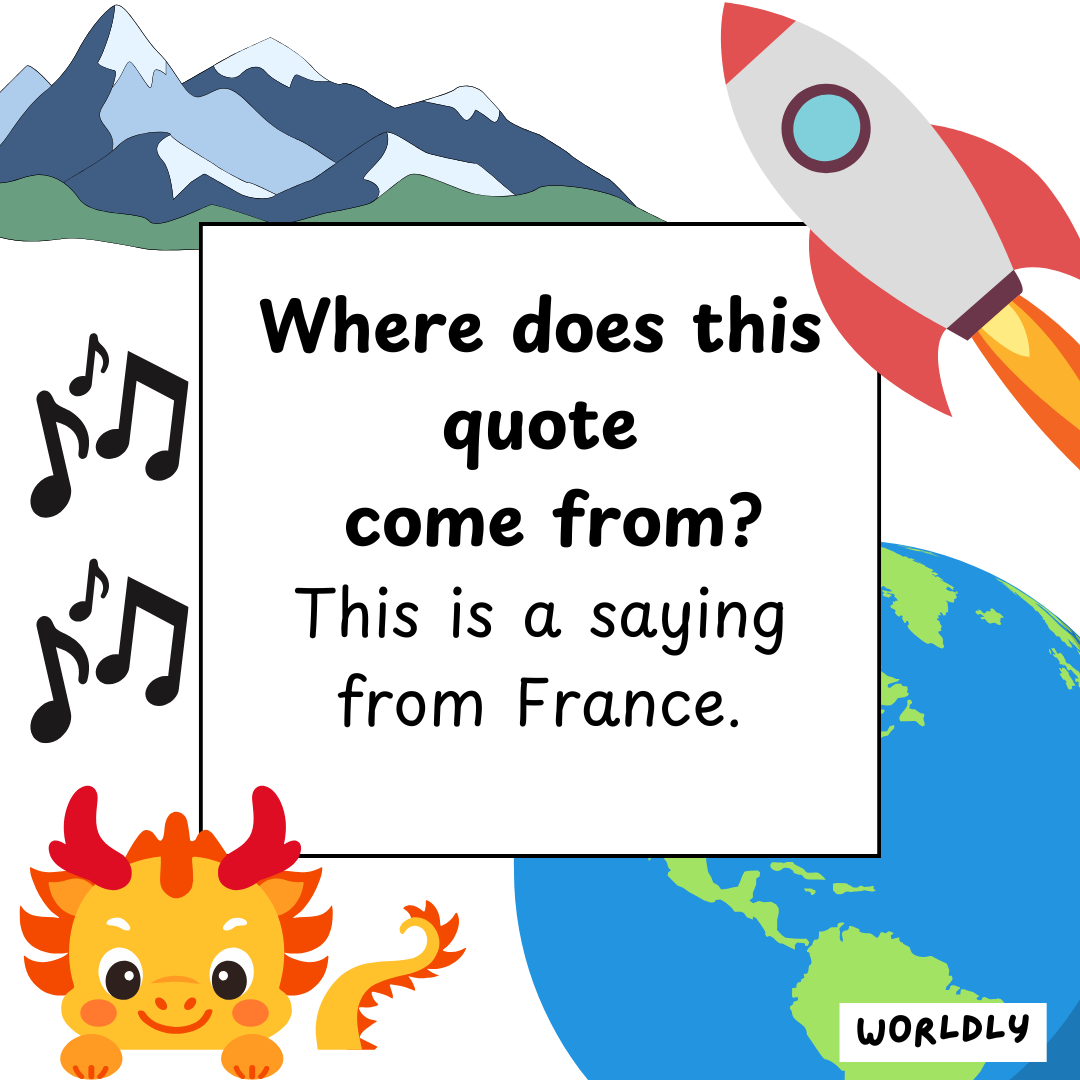 Where does this
quote
come from?
This is a saying
from France.
WORLDLY